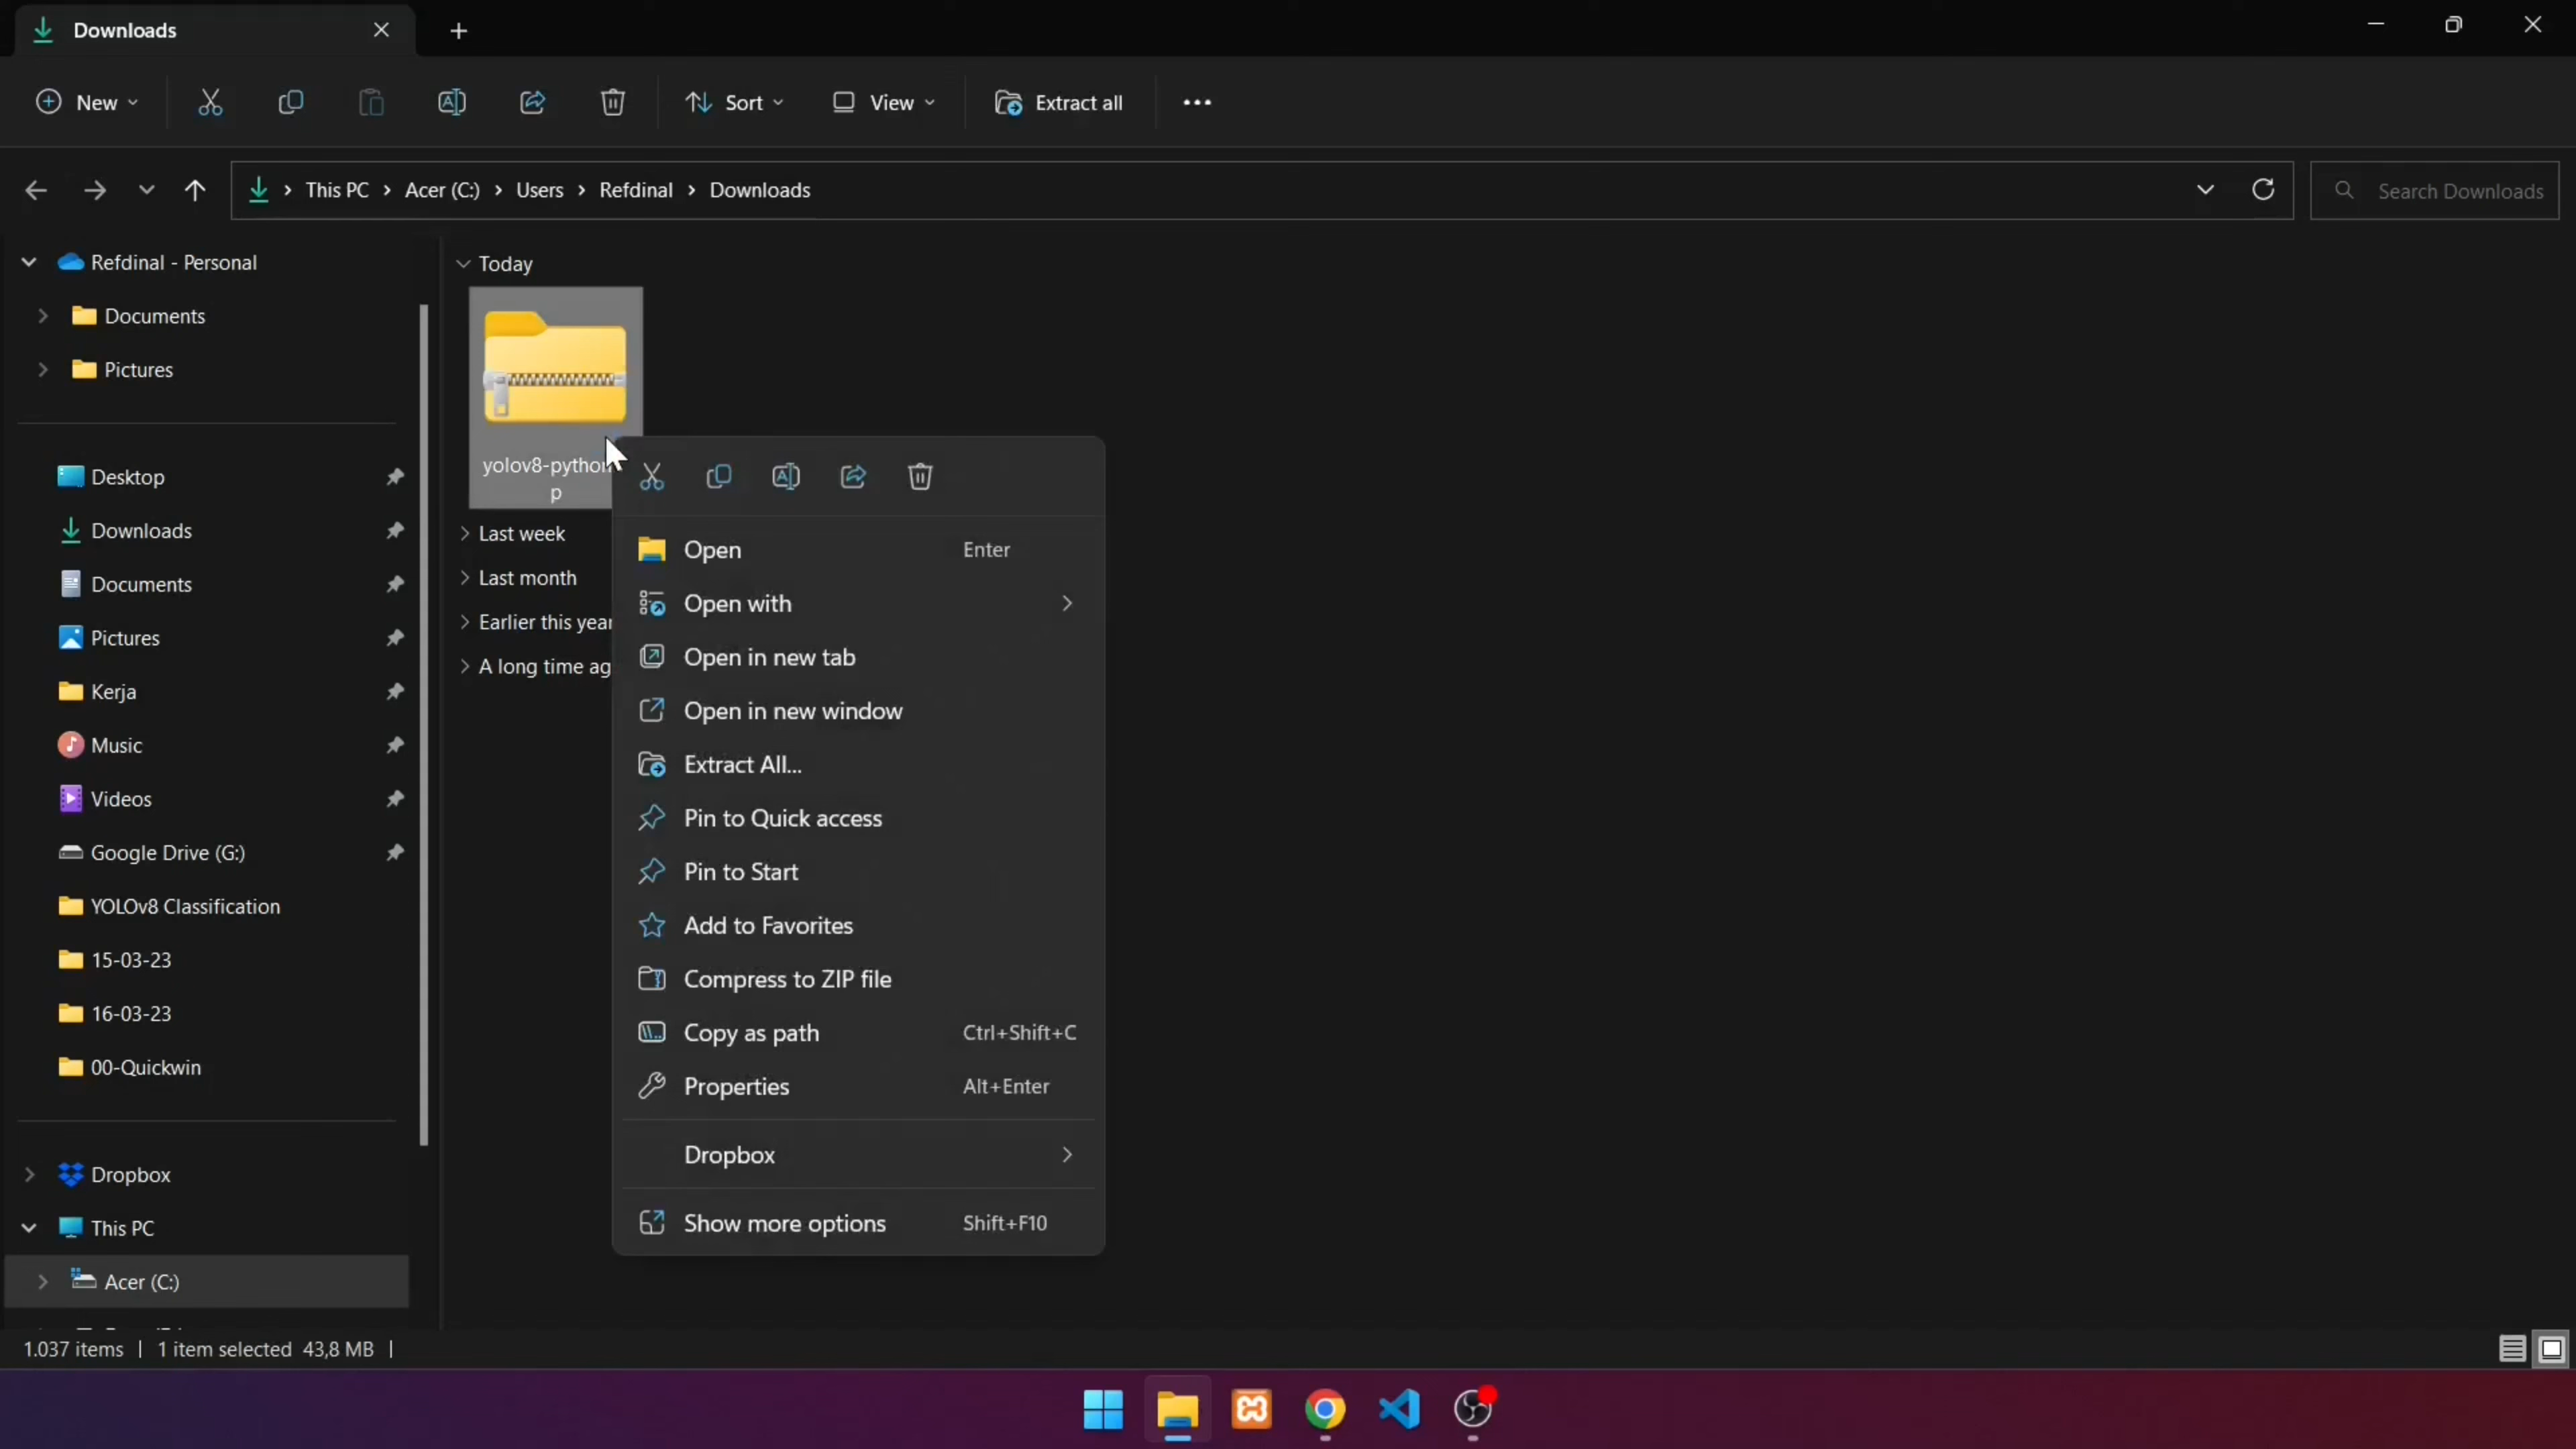 Downloads
New
Sort
View
Extract all
This PC
Acer (C:)
Users
Refdinal
Downloads
Search Downloads
Refdinal - Personal
Documents
Pictures
Desktop
Downloads
Documents
Pictures
Kerja
Music
Videos
Google Drive (G:)
YOLOv8 Classification
15-03-23
16-03-23
00-Quickwin
Dropbox
This PC
Acer (C:)
Today
yolov8-python
p
Last week
Last month
Earlier this year
A long time ag
Open Enter
Open with
Open in new tab
Open in new window
Extract All...
Pin to Quick access
Pin to Start
Add to Favorites
Compress to ZIP file
Copy as path Ctrl+Shift+C
Properties Alt+Enter
Dropbox
Show more options Shift+F10
1.037 items
1 item selected 43,8 MB